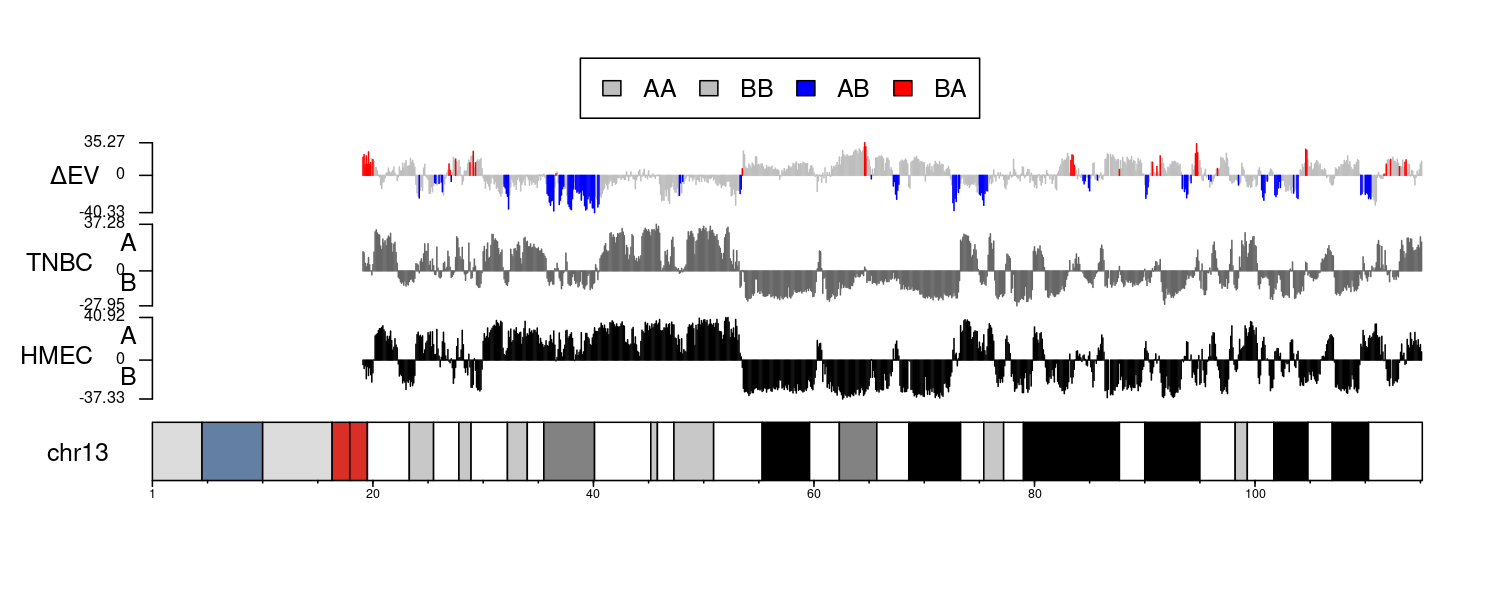 AA BB AB BA
35.27
ΔEV 0
-40.33
37.28
A
TNBC 0
B
-27.95
40.92
A
HMEC 0
B
-37.33
chr13
1 20 40 60 80 100